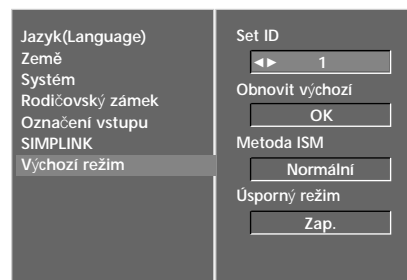 Jazyk(Language)
Země
Systém
Rodičovský zámek
Označení vstupu
SIMPLINK
Výchozí režim
Set ID
◄► 1
Obnovit výchozí
OK
Metoda ISM
Normální
Úsporný režim
Zap.